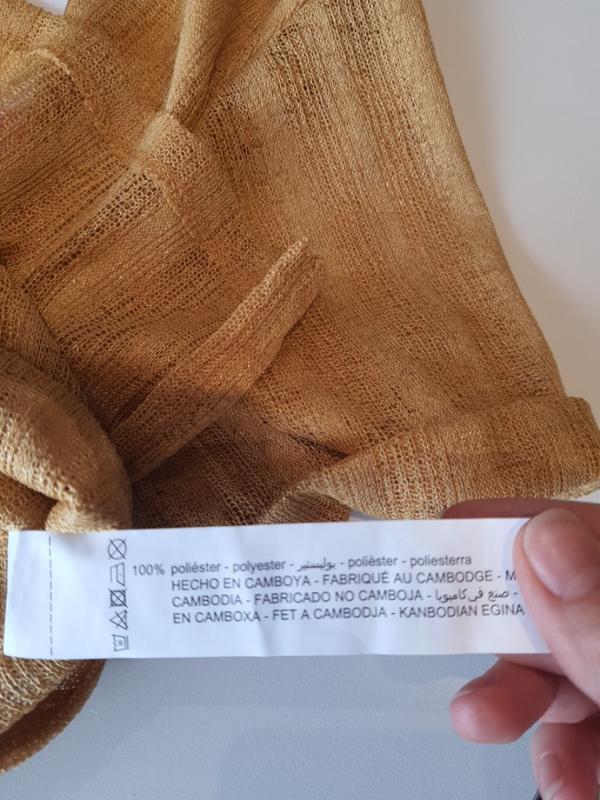 100% poliéster - polyester - بوليستير - polièster - poliesterra
HECHO EN CAMBOYA - FABRIQUÉ AU CAMBODGE - M
CAMBODIA - FABRICADO NO CAMBOJA - صنع في كامبوديا -
EN CAMBOXA - FET A CAMBODJA - KANBODIAN EGINA